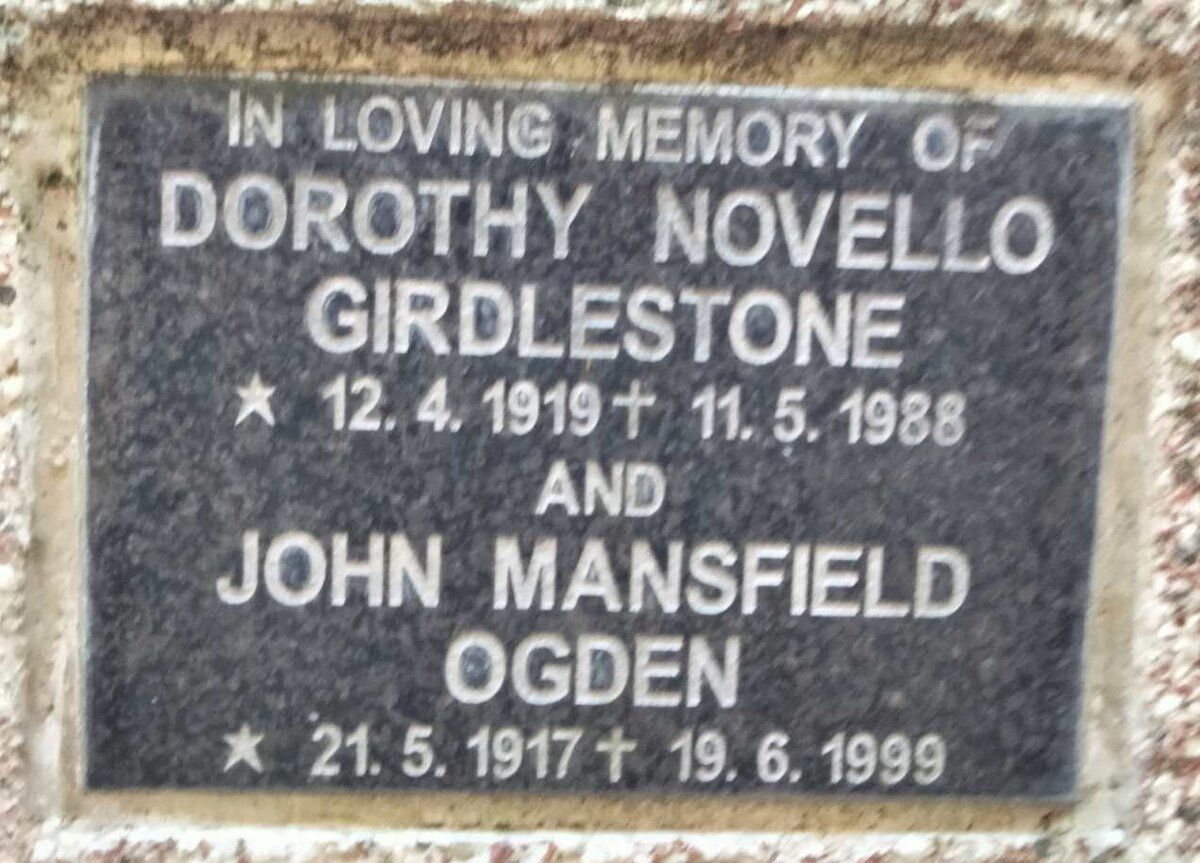 IN LOVING MEMORY OF
DOROTHY NOVELLO
GIRDLESTONE
★ 12. 4. 1919 † 11. 5. 1988
AND
JOHN MANSFIELD
OGDEN
★ 21. 5. 1917 † 19. 6. 1999